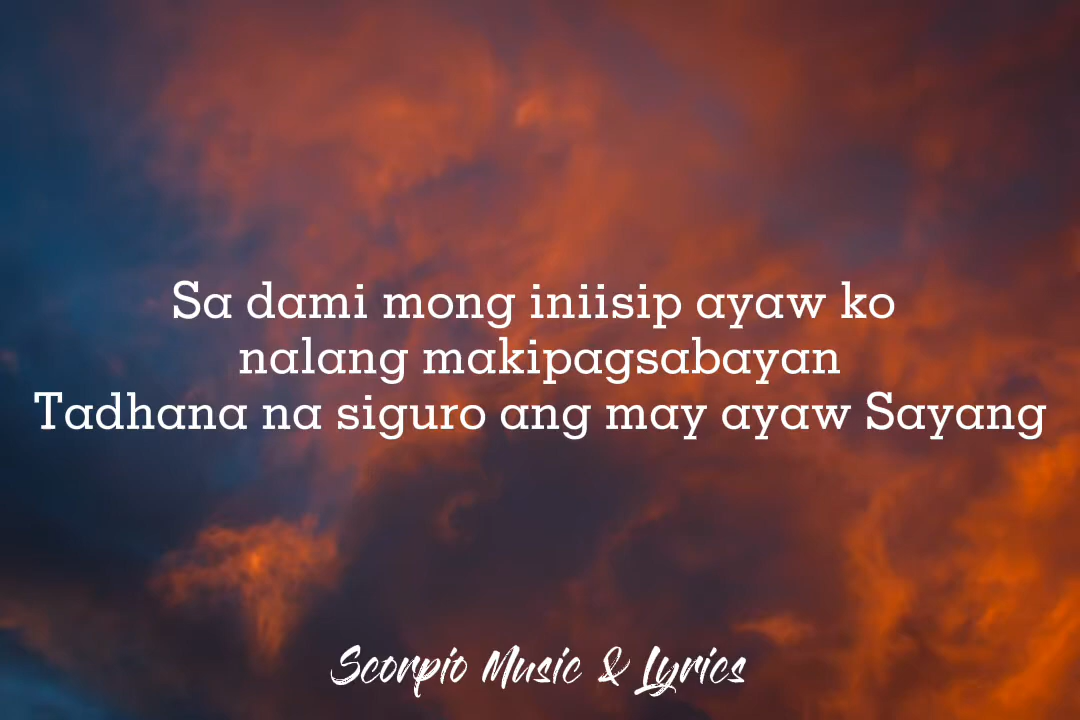 Sa dami mong iniisip ayaw ko
nalang makipagsabayan
Tadhana na siguro ang may ayaw Sayang
Scorpio Music & Lyrics